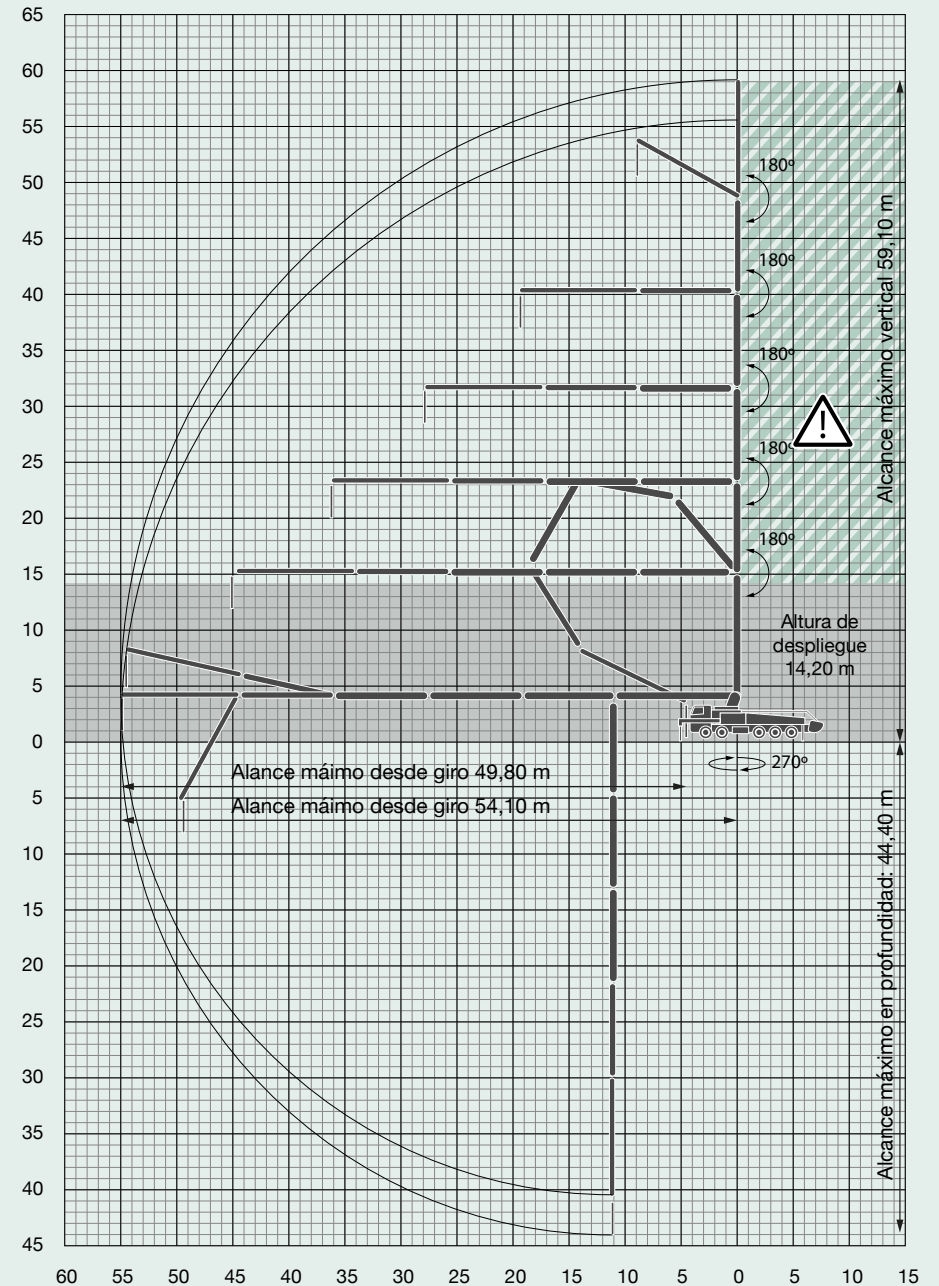 65
60
55
50
45
40
35
30
25
20
15
10
5
0
5
10
15
20
25
30
35
40
45
180º
180º
180º
180º
180º
!
Alcance máximo vertical 59,10 m
Altura de
despliegue
14,20 m
270º
Alance máimo desde giro 49,80 m
Alance máimo desde giro 54,10 m
Alcance máximo en profundidad: 44,40 m
60 55 50 45 40 35 30 25 20 15 10 5 0 5 10 15